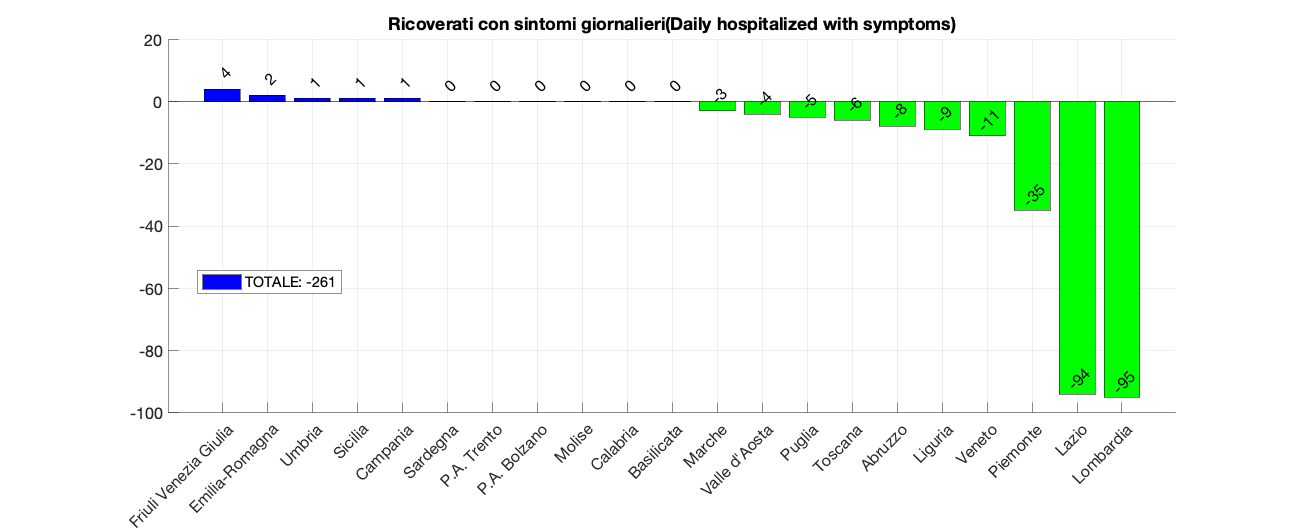 Ricoverati con sintomi giornalieri(Daily hospitalized with symptoms)
20
0
-20
-40
-60
-80
-100
4
2
1
1
1
0
0
0
0
0
0
-3
-4
-5
-6
-8
-9
-11
-35
-94
-95
TOTALE: -261
Friuli Venezia Giulia
Emilia-Romagna
Umbria
Sicilia
Campania
Sardegna
P.A. Trento
P.A. Bolzano
Molise
Calabria
Basilicata
Marche
Valle d'Aosta
Puglia
Toscana
Abruzzo
Liguria
Veneto
Piemonte
Lazio
Lombardia